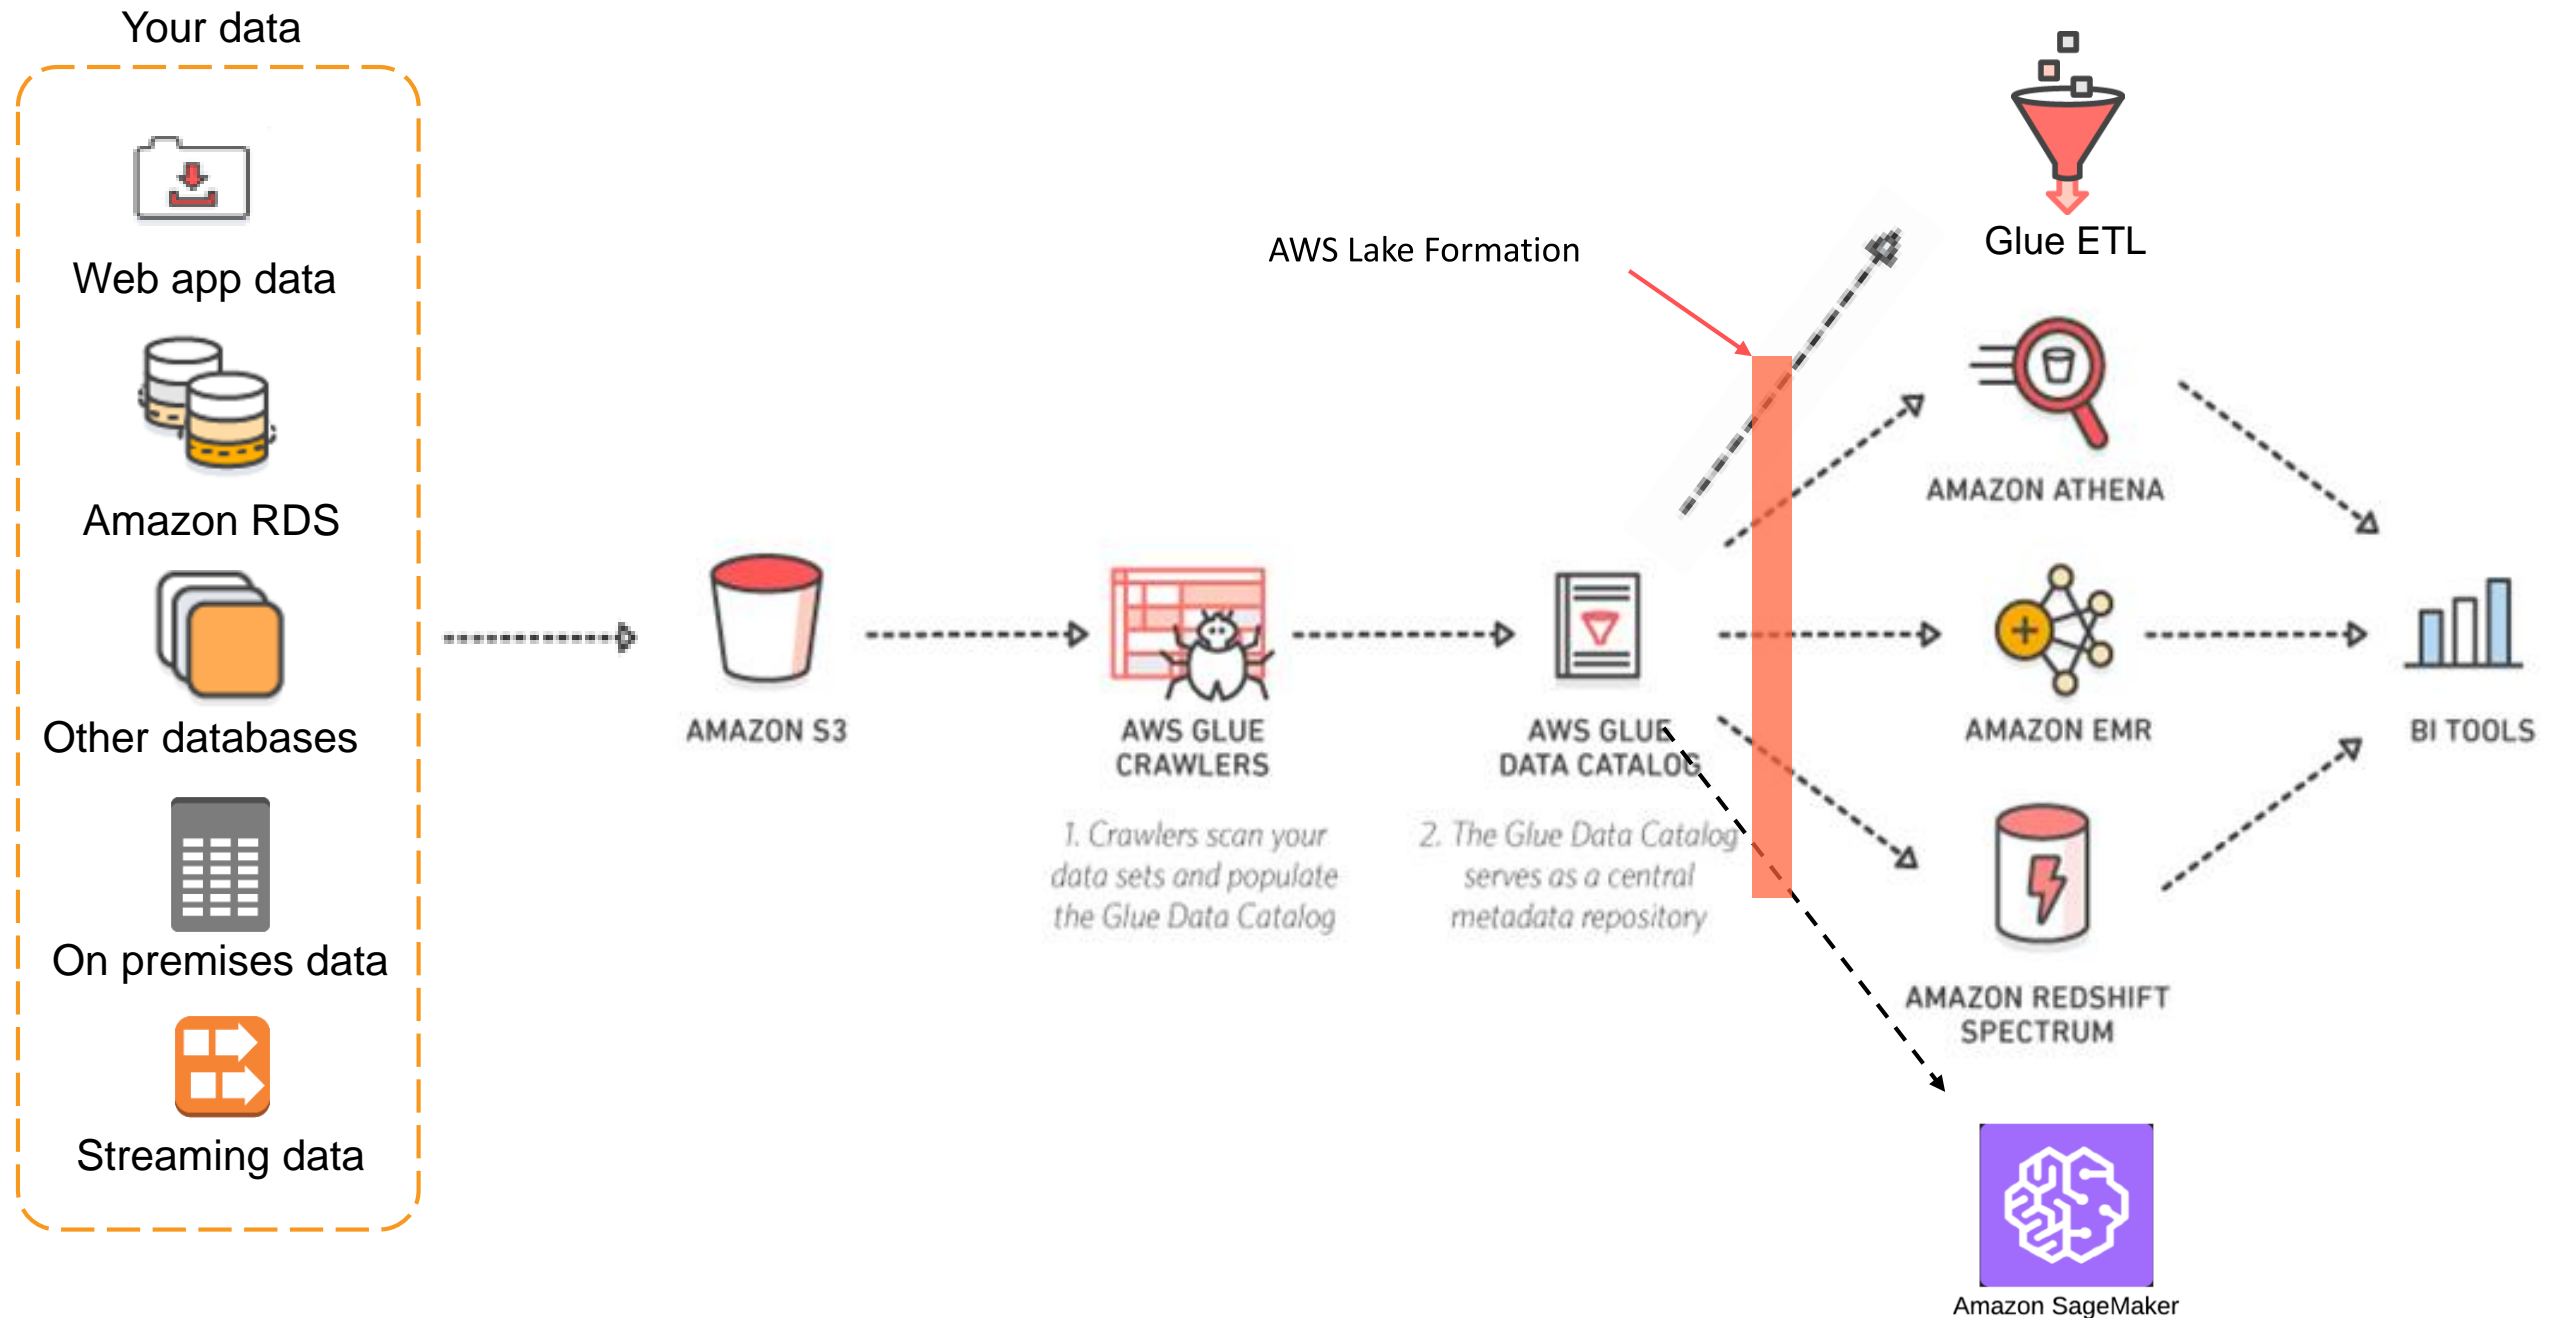 Your data
Web app data
Amazon RDS
Other databases
On premises data
Streaming data
AMAZON S3
AWS GLUE
CRAWLERS
1. Crawlers scan your
data sets and populate
the Glue Data Catalog
AWS GLUE
DATA CATALOG
2. The Glue Data Catalog
serves as a central
metadata repository
AWS Lake Formation
Glue ETL
AMAZON ATHENA
AMAZON EMR
AMAZON REDSHIFT
SPECTRUM
Amazon SageMaker
BI TOOLS